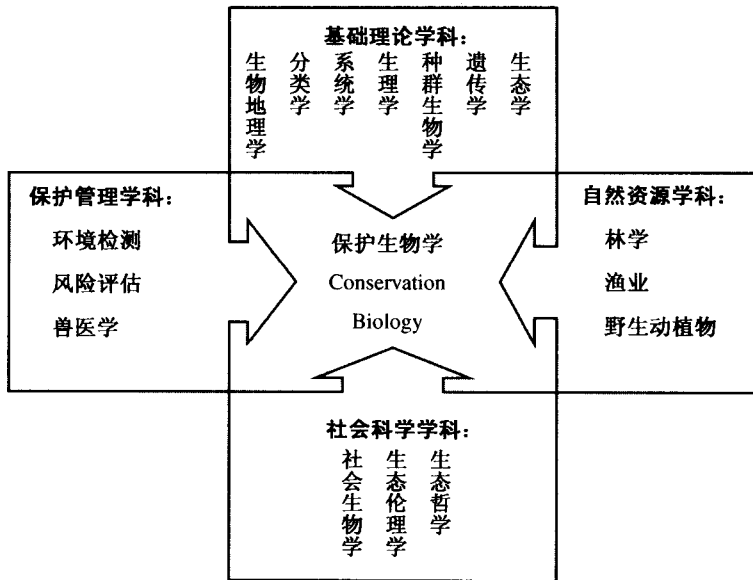 基础理论学科：
生物地理学
分类学
系统学
生理学
种群生物学
遗传学
生态学
保护管理学科：
环境检测
风险评估
兽医学
保护生物学
Conservation
Biology
自然资源学科：
林学
渔业
野生动植物
社会科学学科：
社会生物学
生态伦理学
生态哲学